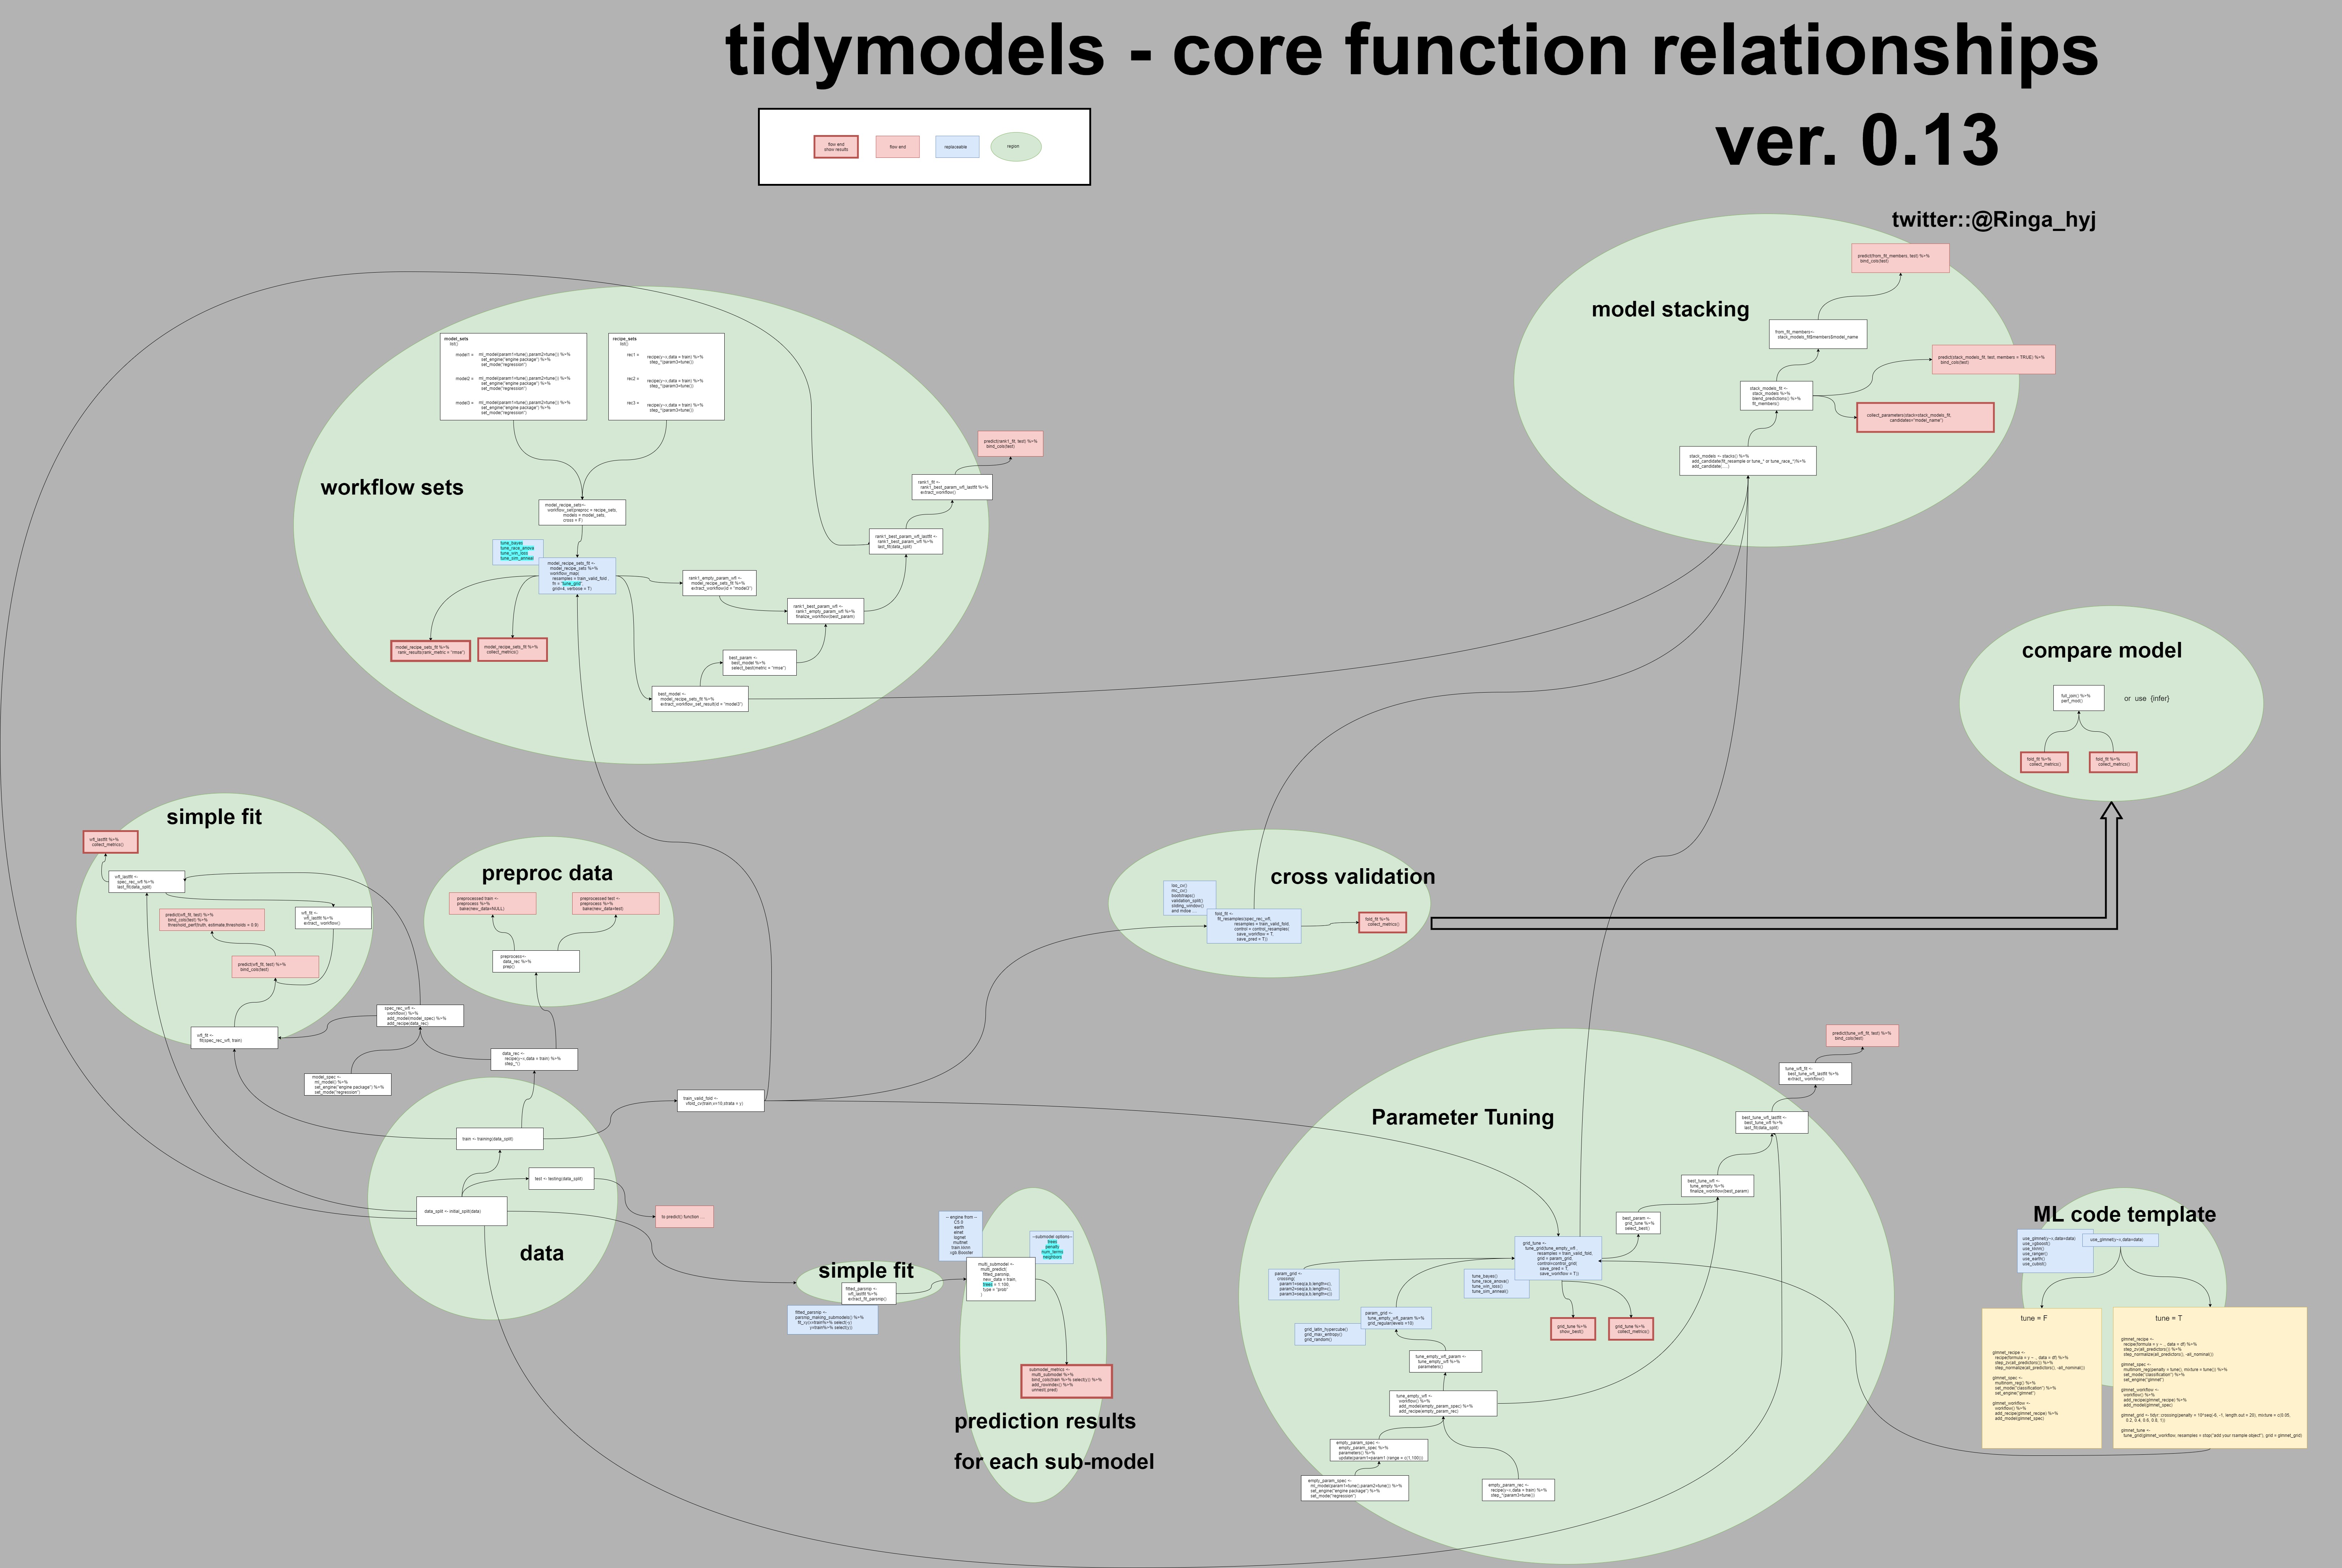 tidymodels - core function relationships
ver. 0.13
twitter::@Ringa_hyj
flow end
show results
flow end
replaceable
region
workflow sets
model_sets
list()
model1 = ml_model(param1=tune(),param2=tune()) %>%
set_engine("engine package") %>%
set_mode("regression")
model2 = ml_model(param1=tune(),param2=tune()) %>%
set_engine("engine package") %>%
set_mode("regression")
model3 = ml_model(param1=tune(),param2=tune()) %>%
set_engine("engine package") %>%
set_mode("regression")
recipe_sets
list()
rec1 = recipe(y~x,data = train) %>%
step_*(param3=tune())
rec2 = recipe(y~x,data = train) %>%
step_*(param3=tune())
rec3 = recipe(y~x,data = train) %>%
step_*(param3=tune())
model_recipe_sets<-
workflow_set(preproc = recipe_sets,
models = model_sets,
cross = F)
tune_bayes
tune_race_anova
tune_win_loss
tune_sim_anneal
model_recipe_sets_fit <-
model_recipe_sets %>%
workflow_map(
resamples = train_valid_fold ,
fn = "tune_grid"
grid=4, verbose = T)
model_recipe_sets_fit %>%
rank_results(rank_metric = "rmse")
model_recipe_sets_fit %>%
collect_metrics()
rank1_empty_param_wfl <-
model_recipe_sets_fit %>%
extract_workflow(id = "model3")
rank1_best_param_wfl <-
rank1_empty_param_wfl %>%
finalize_workflow(best_param)
best_param <-
best_model %>%
select_best(metric = "rmse")
best_model <-
model_recipe_sets_fit %>%
extract_workflow_set_result(id = "model3")
rank1_best_param_wfl_lastfit <-
rank1_best_param_wfl %>%
last_fit(data_split)
rank1_fit <-
rank1_best_param_wfl_lastfit %>%
extract_workflow()
predict(rank1_fit, test) %>%
bind_cols(test)
model stacking
predict(from_fit_members, test) %>%
bind_cols(test)
from_fit_members<-
stack_models_fit$members$model_name
predict(stack_models_fit, test, members = TRUE) %>%
bind_cols(test)
stack_models_fit <-
stack_models %>%
blend_predictions() %>%
fit_members()
collect_parameters(stack=stack_models_fit,
candidates="model_name")
stack_models <- stacks() %>%
add_candidate(fit_resample or tune_* or tune_race_*)%>%
add_candidate(.....)
compare model
full_join() %>%
perf_mod()
or use {infer}
fold_fit %>%
collect_metrics()
fold_fit %>%
collect_metrics()
simple fit
wfl_lastfit %>%
collect_metrics()
wfl_lastfit <-
spec_rec_wfl %>%
last_fit(data_split)
predict(wfl_fit, test) %>%
bind_cols(test) %>%
threshold_perf(truth, estimate,thresholds = 0.9)
wfl_fit <-
wfl_lastfit %>%
extract_workflow()
predict(wfl_fit, test) %>%
bind_cols(test)
wfl_fit <-
fit(spec_rec_wfl, train)
spec_rec_wfl <-
workflow() %>%
add_model(model_spec) %>%
add_recipe(data_rec)
model_spec <-
ml_model() %>%
set_engine("engine package") %>%
set_mode("regression")
preproc data
preprocessed train <-
preprocess %>%
bake(new_data=NULL)
preprocessed test <-
preprocess %>%
bake(new_data=test)
preprocess<-
data_rec %>%
prep()
data_rec <-
recipe(y~x,data = train) %>%
step_*()
train_valid_fold <-
vfold_cv(train,v=10,strata = y)
train <- training(data_split)
test <- testing(data_split)
data_split <- initial_split(data)
data
to predict() function ...
cross validation
loo_cv()
mc_cv()
bootstraps()
validation_split()
sliding_window()
and mdoe ...
fold_fit <-
fit_resamples(spec_rec_wfl,
resamples = train_valid_fold,
control = control_resamples(
save_workflow = T,
save_pred = T))
fold_fit %>%
collect_metrics()
simple fit
fitted_parsnip <-
wfl_lastfit %>%
extract_fit_parsnip()
fitted_parsnip <-
parsnip_making_submodels() %>%
fit_xy(x=train%>% select(-y)
y=train%>% select(y))
-- engine from --
C5.0
earth
elnet
lognet
multnet
train.kknn
xgb.Booster
--submodel options--
trees
penalty
num_terms
neighbors
multi_submodel <-
multi_predict(
fitted_parsnip,
new_data = train,
trees = 1:100,
type = "prob"
)
submodel_metrics <-
multi_submodel %>%
bind_cols(train %>% select(y)) %>%
add_rowindex() %>%
unnest(.pred)
prediction results
for each sub-model
Parameter Tuning
predict(tune_wfl_fit, test) %>%
bind_cols(test)
tune_wfl_fit <-
best_tune_wfl_lastfit %>%
extract_workflow()
best_tune_wfl_lastfit <-
best_tune_wfl %>%
last_fit(data_split)
best_tune_wfl <-
tune_empty %>%
finalize_workflow(best_param)
best_param <-
grid_tune %>%
select_best()
grid_tune <-
tune_grid(tune_empty_wfl ,
resamples = train_valid_fold,
grid = param_grid,
control=control_grid(
save_pred = T,
save_workflow = T))
tune_bayes()
tune_race_anova()
tune_win_loss()
tune_sim_anneal()
param_grid <-
crossing(
param1=seq(a,b,length=c),
param2=seq(a,b,length=c),
param3=seq(a,b,length=c))
param_grid <-
tune_empty_wfl_param %>%
grid_regular(levels =10)
grid_latin_hypercube()
grid_max_entropy()
grid_random()
grid_tune %>%
show_best()
grid_tune %>%
collect_metrics()
tune_empty_wfl_param <-
tune_empty_wfl %>%
parameters()
tune_empty_wfl <-
workflow() %>%
add_model(empty_param_spec) %>%
add_recipe(empty_param_rec)
empty_param_spec <-
empty_param_spec %>%
parameters() %>%
update(param1=param1 (range = c(1,100)))
empty_param_spec <-
ml_model(param1=tune(),param2=tune()) %>%
set_engine("engine package") %>%
set_mode("regression")
empty_param_rec <-
recipe(y~x,data = train) %>%
step_*(param3=tune())
ML code template
use_glmnet(y~x,data=data)
use_xgboost()
use_kknn()
use_ranger()
use_earth()
use_cubist()
use_glmnet(y~x,data=data)
tune = F
glmnet_recipe <-
recipe(formula = y ~ ., data = df) %>%
step_zv(all_predictors()) %>%
step_normalize(all_predictors(), -all_nominal())
glmnet_spec <-
multinom_reg() %>%
set_mode("classification") %>%
set_engine("glmnet")
glmnet_workflow <-
workflow() %>%
add_recipe(glmnet_recipe) %>%
add_model(glmnet_spec)
tune = T
glmnet_recipe <-
recipe(formula = y ~ ., data = df) %>%
step_zv(all_predictors()) %>%
step_normalize(all_predictors(), -all_nominal())
glmnet_spec <-
multinom_reg(penalty = tune(), mixture = tune()) %>%
set_mode("classification") %>%
set_engine("glmnet")
glmnet_workflow <-
workflow() %>%
add_recipe(glmnet_recipe) %>%
add_model(glmnet_spec)
glmnet_grid <- tidyr::crossing(penalty = 10^seq(-6, -1, length.out = 20), mixture = c(0.05,
0.2, 0.4, 0.6, 0.8, 1))
glmnet_tune <-
tune_grid(glmnet_workflow, resamples = stop("add your rsample object"), grid = glmnet_grid)